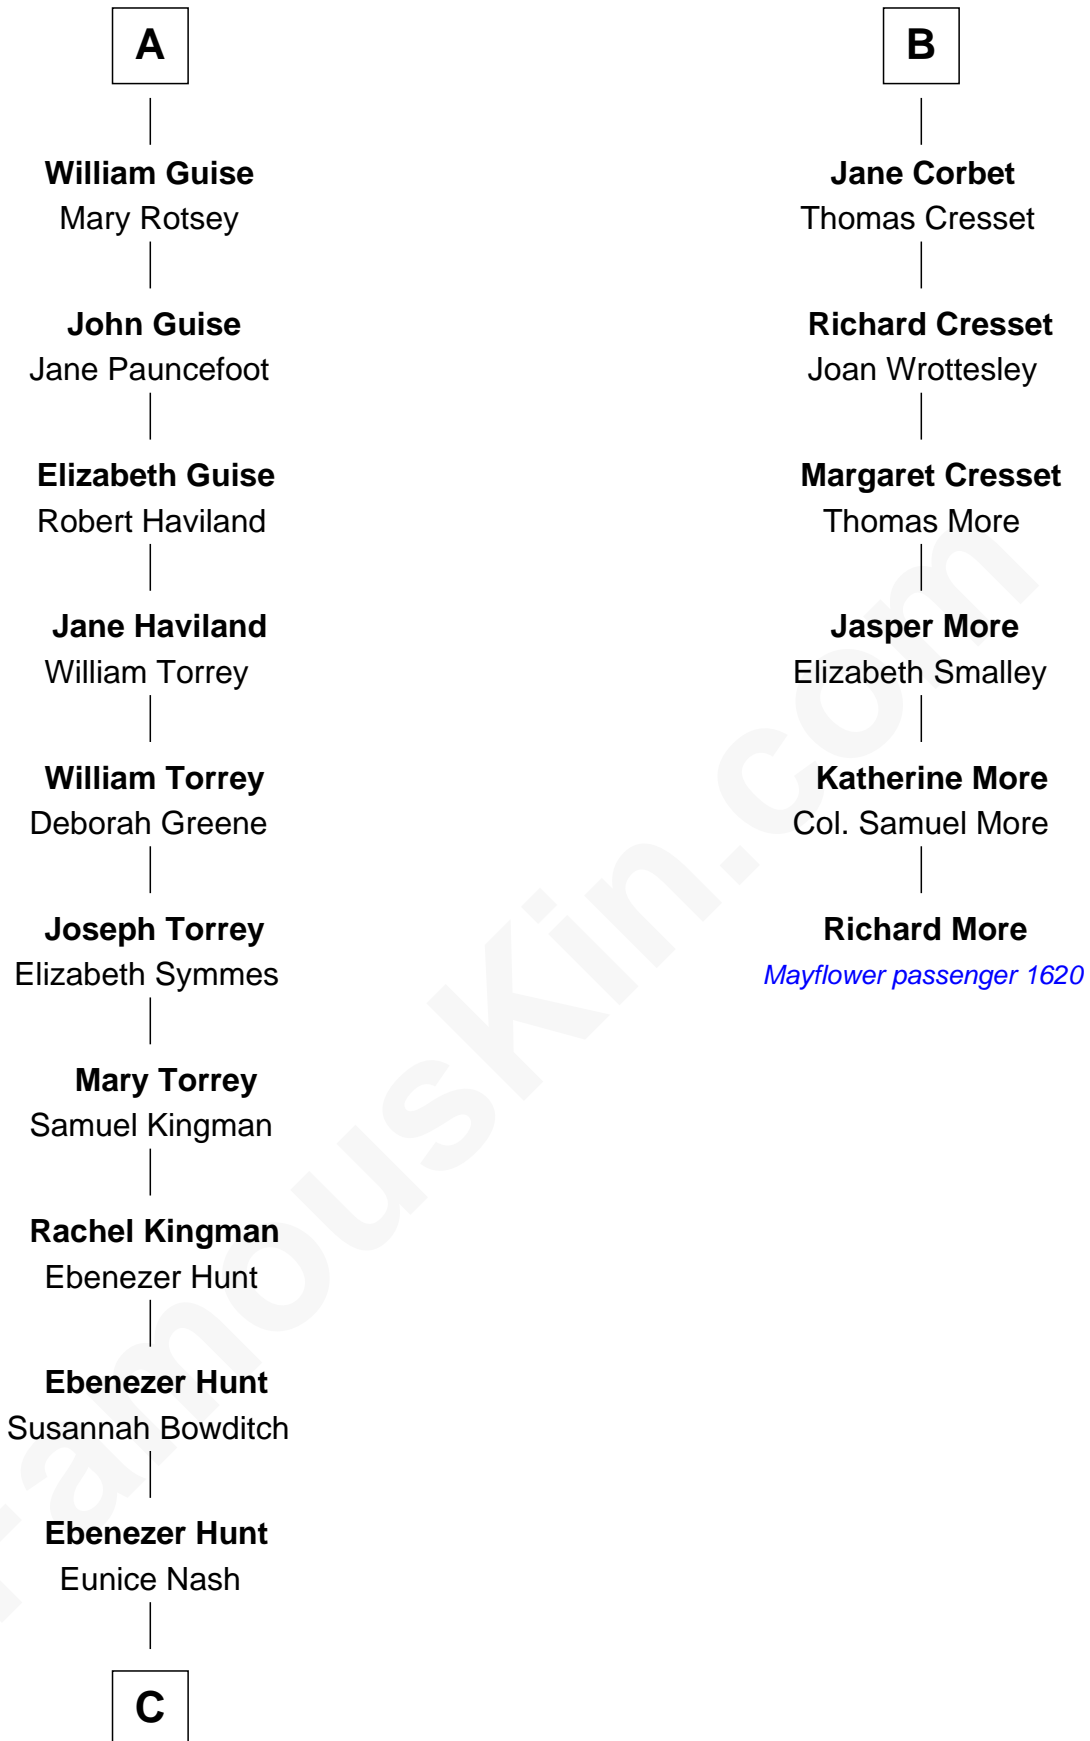 A
William Guise
Mary Rotsey
John Guise
Jane Pauncefoot
Elizabeth Guise
Robert Haviland
Jane Haviland
William Torrey
William Torrey
Deborah Greene
Joseph Torrey
Elizabeth Symmes
Mary Torrey
Samuel Kingman
Rachel Kingman
Ebenezer Hunt
Ebenezer Hunt
Susannah Bowditch
Ebenezer Hunt
Eunice Nash
C
B
Jane Corbet
Thomas Cresset
Richard Cresset
Joan Wrottesley
Margaret Cresset
Thomas More
Jasper More
Elizabeth Smalley
Katherine More
Col. Samuel More
Richard More
Mayflower passenger 1620
FamousKin.com